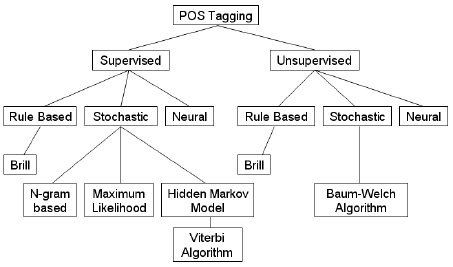 POS Tagging
Supervised
Unsupervised
Rule Based
Stochastic
Neural
Rule Based
Stochastic
Neural
Brill
Brill
N-gram
based
Maximum
Likelihood
Hidden Markov
Model
Baum-Welch
Algorithm
Viterbi
Algorithm